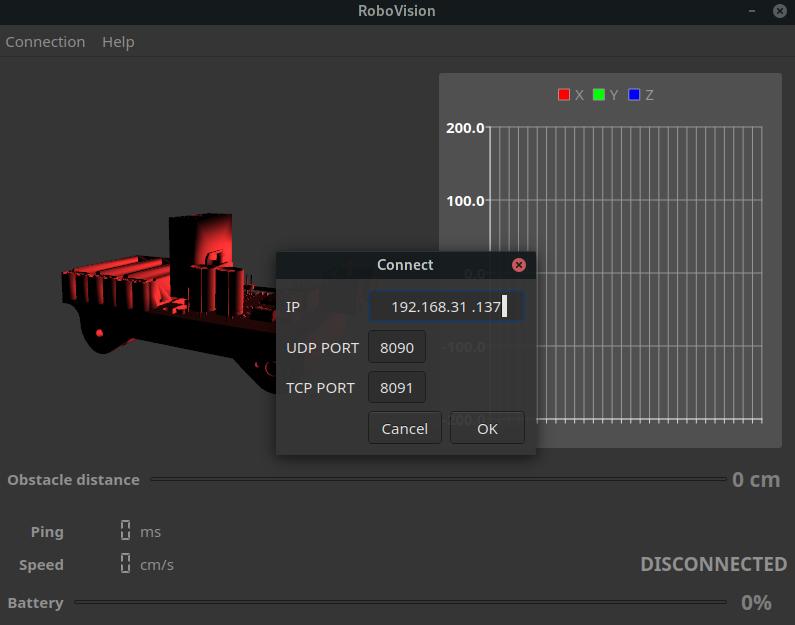 RoboVision
Connection Help
X Y Z
200.0
100.0
0.0
-100.0
-200.0
Connect
IP 192.168.31 .137
UDP PORT 8090
TCP PORT 8091
Cancel OK
Obstacle distance 0 cm
Ping 0 ms
Speed 0 cm/s
DISCONNECTED
Battery 0%